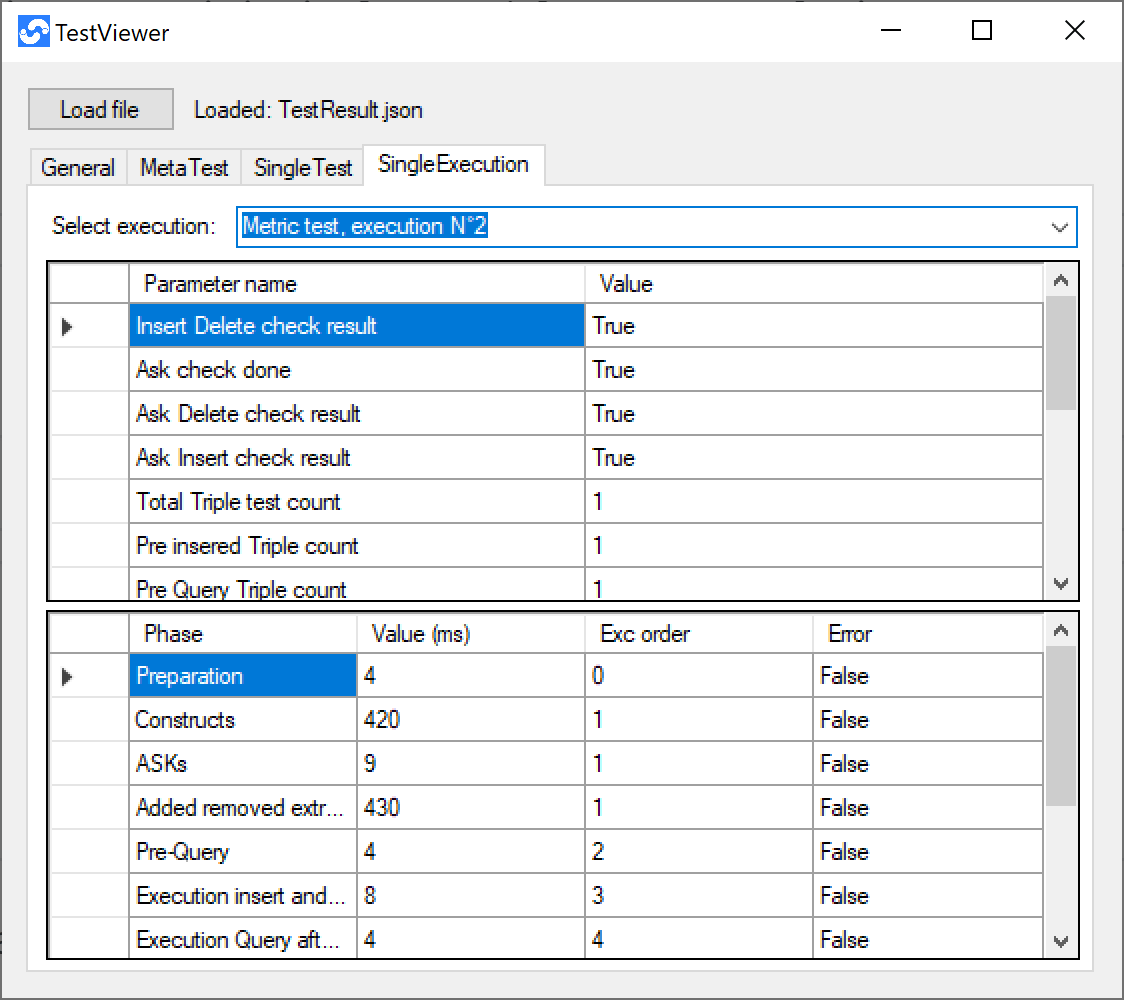 TestViewer
Load file Loaded: TestResult.json
General MetaTest SingleTest SingleExecution
Select execution: Metric test, execution N°2
Parameter name Value
Insert Delete check result True
Ask check done True
Ask Delete check result True
Ask Insert check result True
Total Triple test count 1
Pre insered Triple count 1
Pre Query Triple count 1
Phase Value (ms) Exc order Error
Preparation 4 0 False
Constructs 420 1 False
ASKs 9 1 False
Added removed extr... 430 1 False
Pre-Query 4 2 False
Execution insert and... 8 3 False
Execution Query aft... 4 4 False